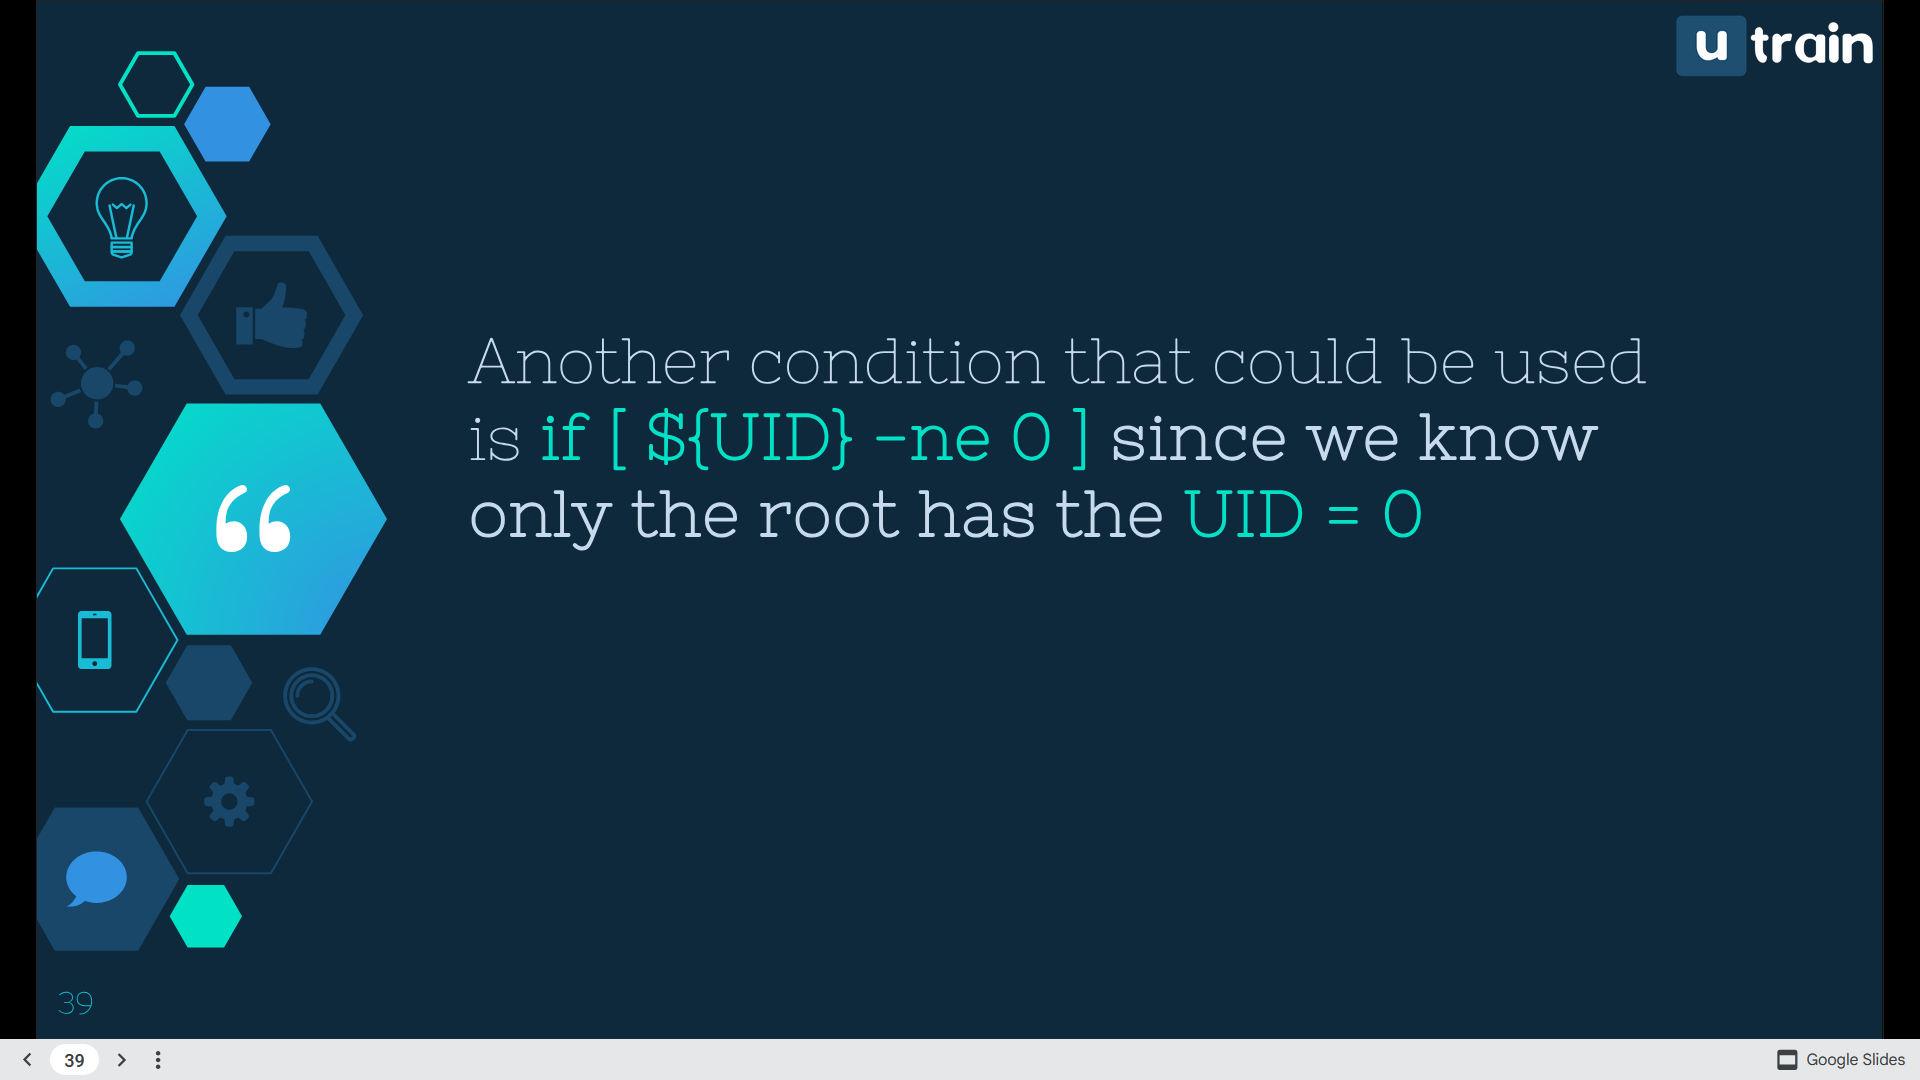 u train
Another condition that could be used
is if [ ${UID} -ne 0 ] since we know
only the root has the UID = 0
39
39
Google Slides